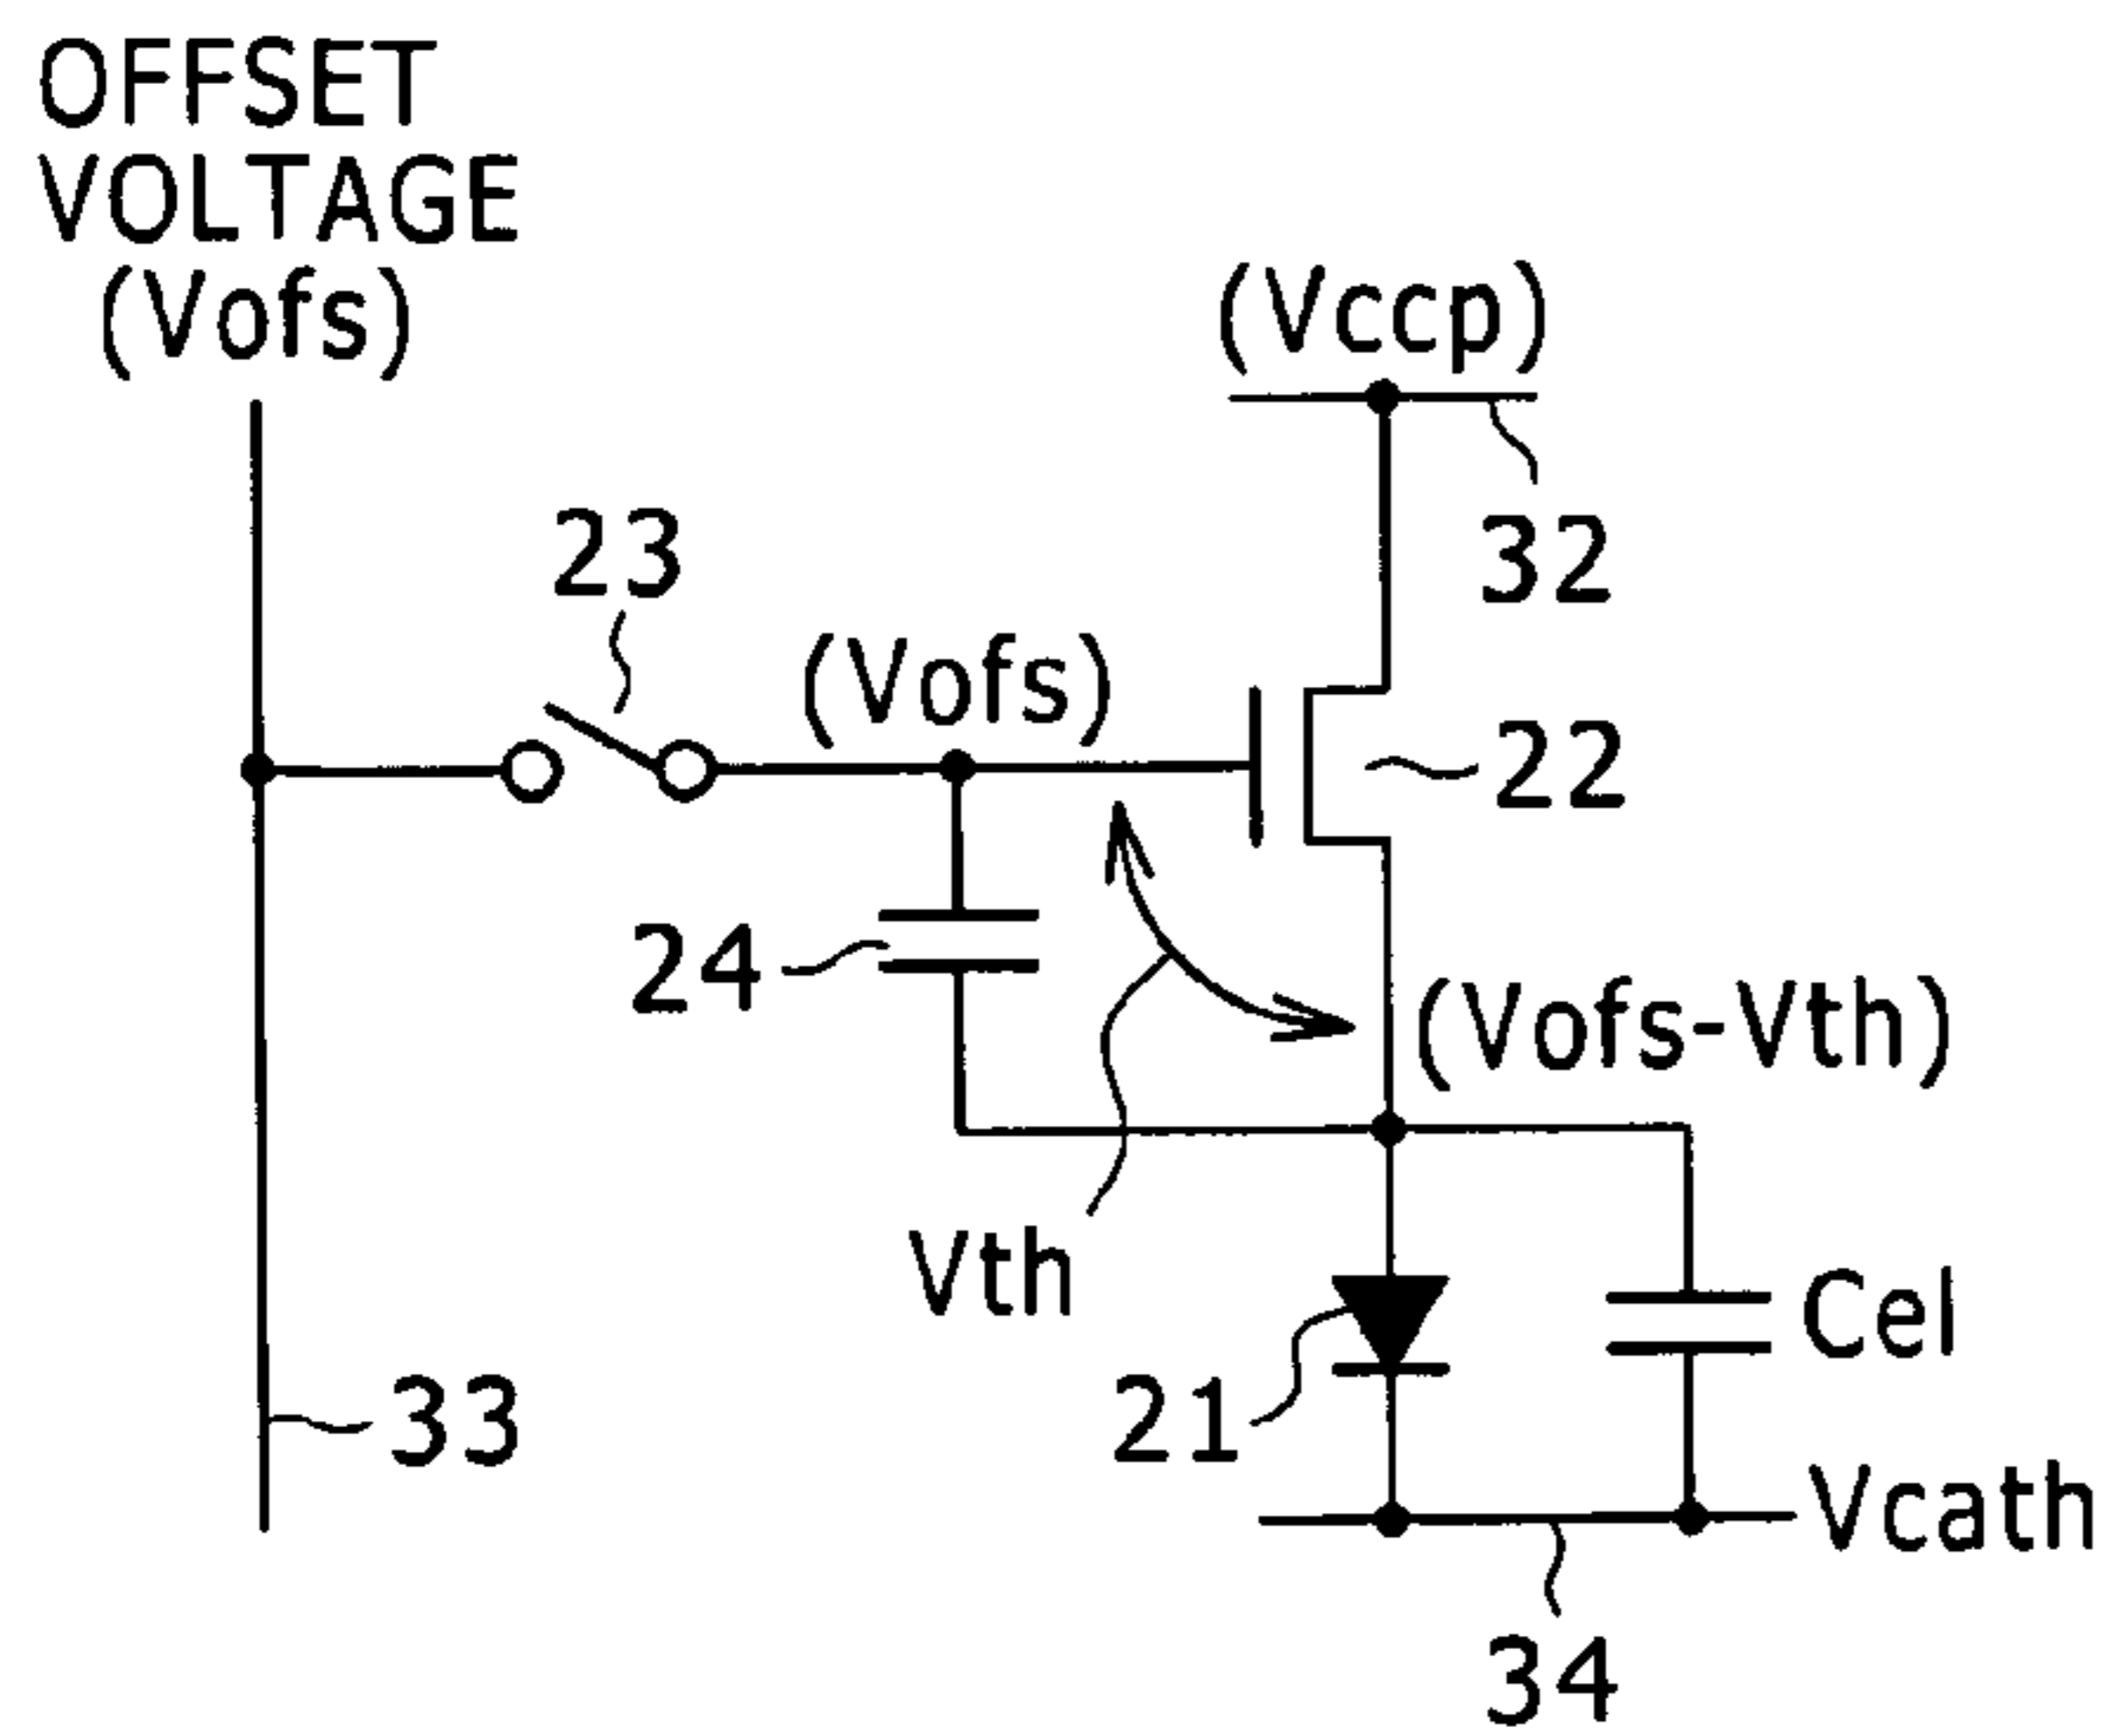 OFFSET
VOLTAGE
(Vofs)
(Vccp)
32
23
(Vofs)
22
24
(Vofs-Vth)
Vth
Cel
21
33
Vcath
34